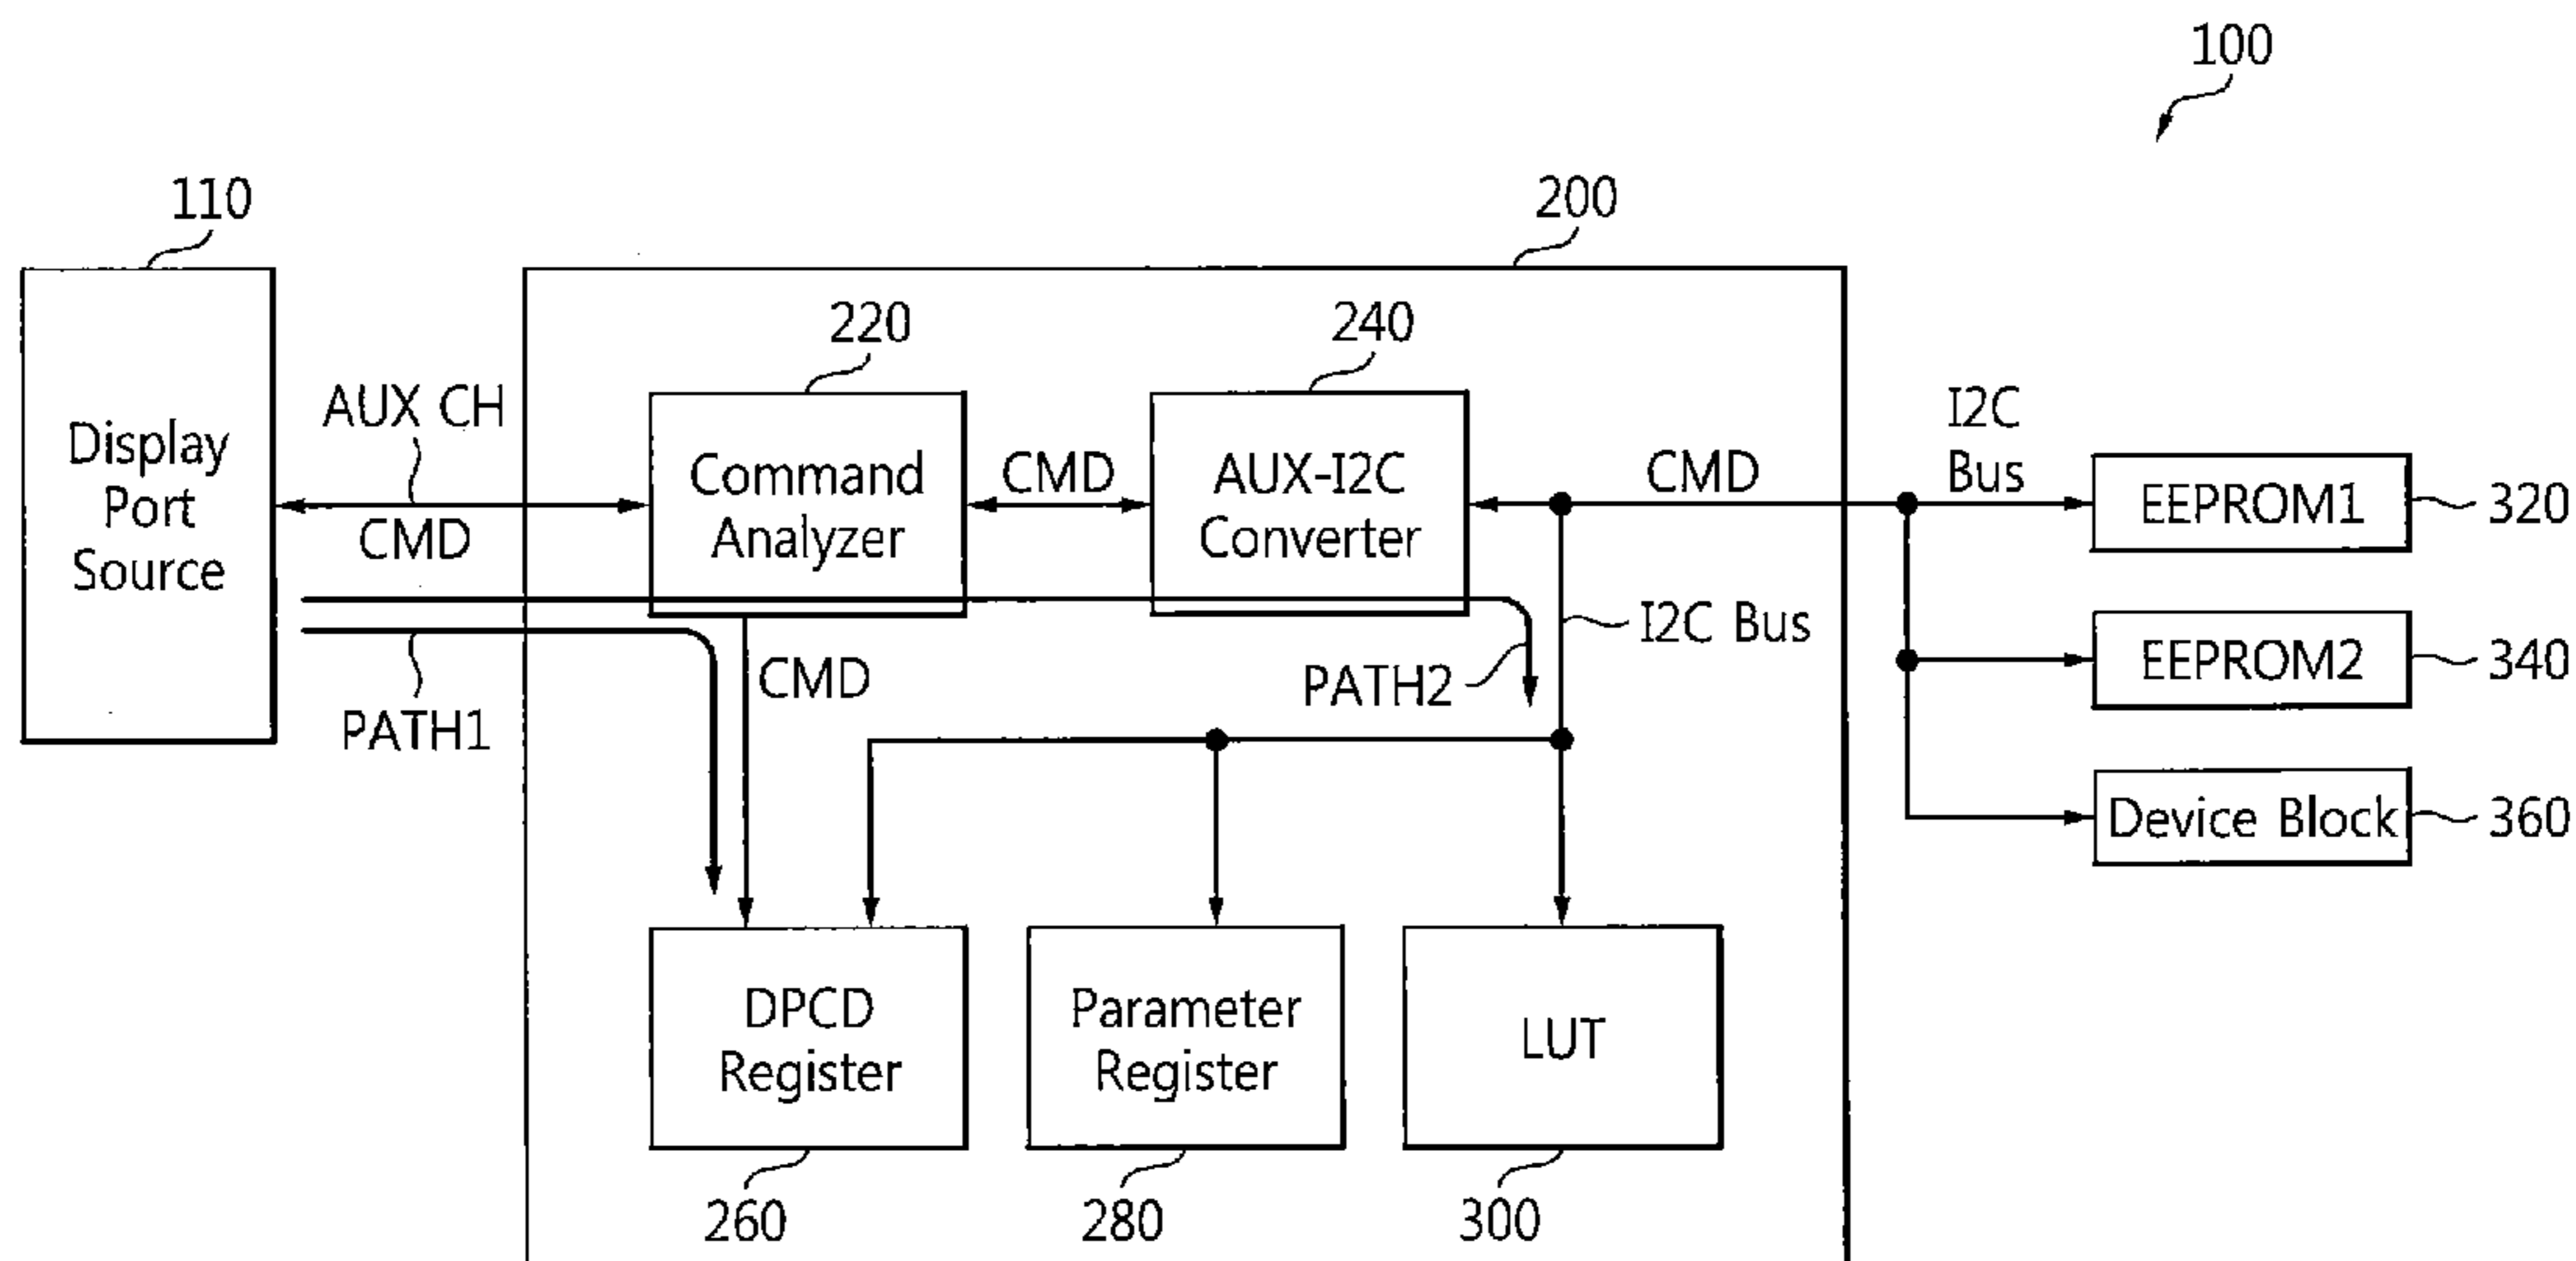 100
110
200
220
240
Display
Port
Source
AUX CH
CMD
Command
Analyzer
CMD
AUX-I2C
Converter
CMD
I2C
Bus
EEPROM1
320
I2C Bus
EEPROM2
340
PATH1
CMD
PATH2
Device Block
360
DPCD
Register
Parameter
Register
LUT
260
280
300